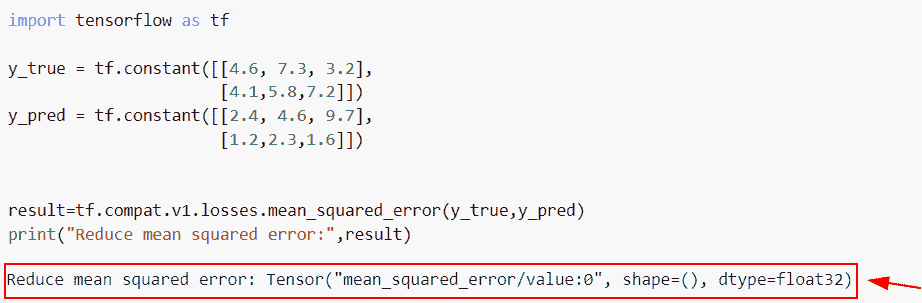 import tensorflow as tf
y_true = tf.constant([[4.6, 7.3, 3.2],
[4.1,5.8,7.2]])
y_pred = tf.constant([[2.4, 4.6, 9.7],
[1.2,2.3,1.6]])
result=tf.compat.v1.losses.mean_squared_error(y_true,y_pred)
print("Reduce mean squared error:",result)
Reduce mean squared error: Tensor("mean_squared_error/value:0", shape=(), dtype=float32)